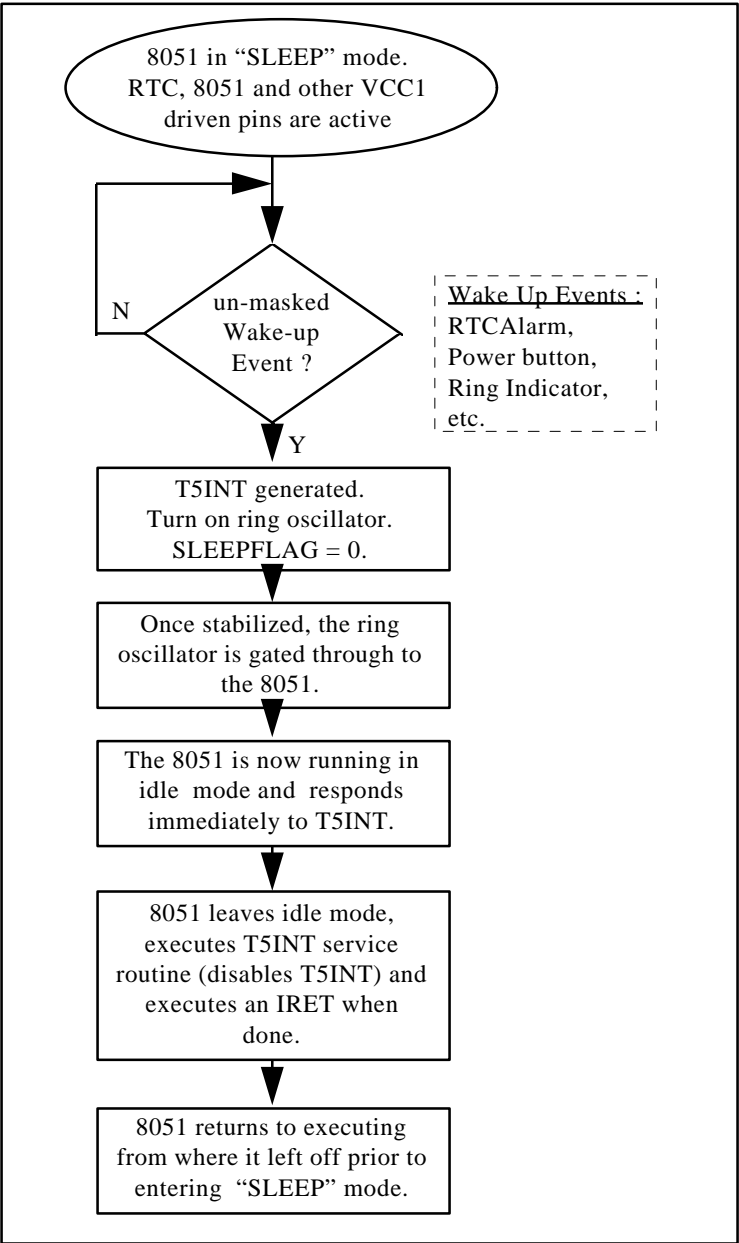 8051 in “SLEEP” mode.
RTC, 8051 and other VCC1
driven pins are active
N
un-masked
Wake-up
Event ?
Wake Up Events :
RTCAlarm,
Power button,
Ring Indicator,
etc.
Y
T5INT generated.
Turn on ring oscillator.
SLEEPFLAG = 0.
Once stabilized, the ring
oscillator is gated through to
the 8051.
The 8051 is now running in
idle mode and responds
immediately to T5INT.
8051 leaves idle mode,
executes T5INT service
routine (disables T5INT) and
executes an IRET when
done.
8051 returns to executing
from where it left off prior to
entering “SLEEP” mode.